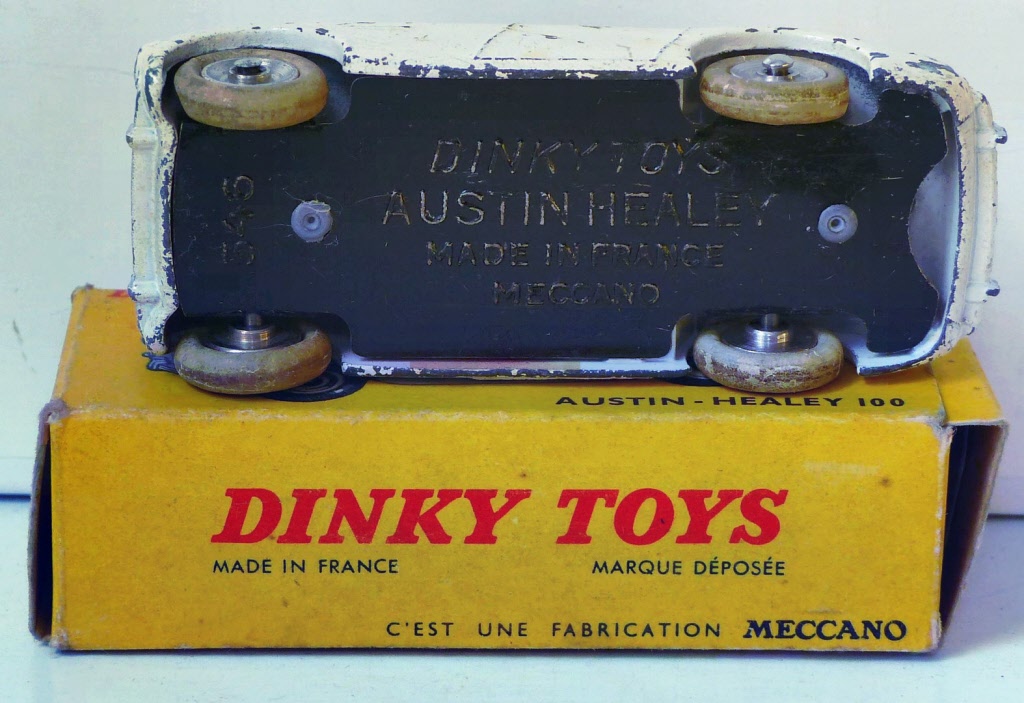 DINKY TOYS
AUSTIN HEALEY
MADE IN FRANCE
MECCANO
546
AUSTIN - HEALEY 100
DINKY TOYS
MADE IN FRANCE MARQUE DÉPOSÉE
C'EST UNE FABRICATION MECCANO